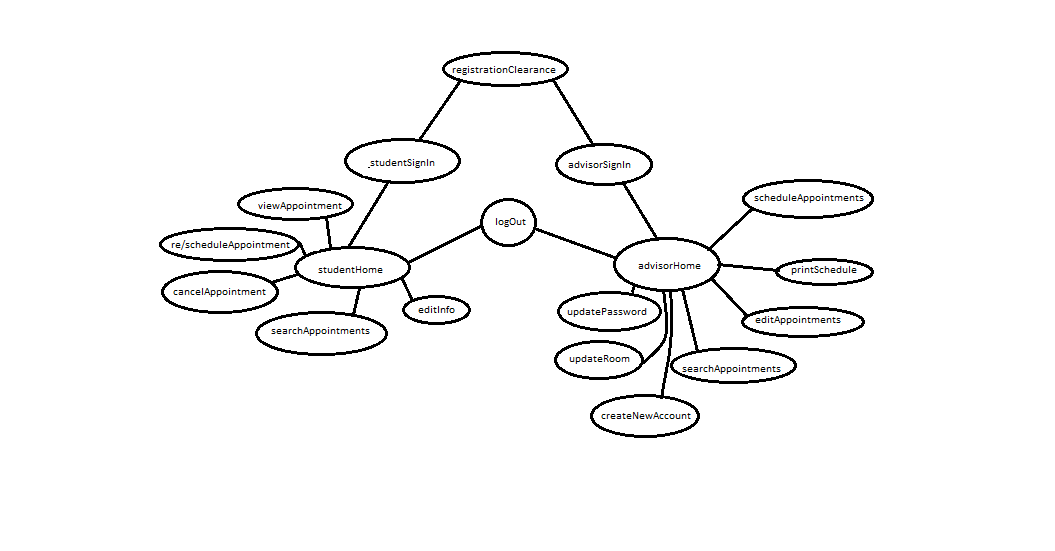 registrationClearance
studentSignIn
advisorSignIn
viewAppointment
logOut
scheduleAppointments
re/scheduleAppointment
studentHome
advisorHome
printSchedule
cancelAppointment
editInfo
updatePassword
editAppointments
searchAppointments
updateRoom
searchAppointments
createNewAccount